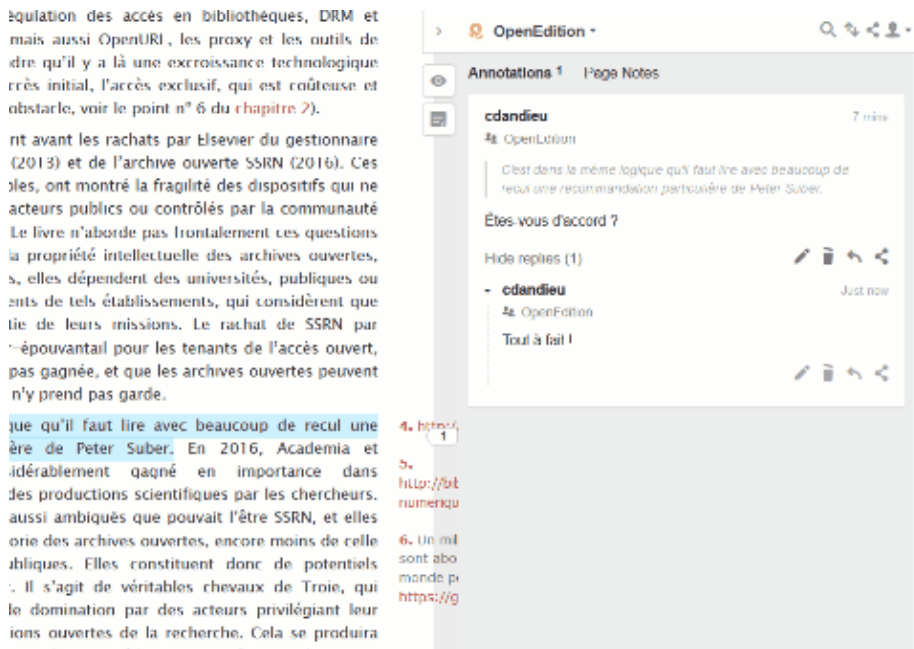 égulation des accès en bibliothèques, DRM et
mais aussi OpenURL, les proxy et les outils de
dre qu'il y a là une excroissance technologique
ccès initial, l'accès exclusif, qui est coûteuse et
obstacle, voir le point n° 6 du chapitre 2).
rit avant les rachats par Elsevier du gestionnaire
(2013) et de l'archive ouverte SSRN (2016). Ces
ples, ont montré la fragilité des dispositifs qui ne
acteurs publics ou contrôlés par la communauté
Le livre n'aborde pas frontalement ces questions
la propriété intellectuelle des archives ouvertes,
s, elles dépendent des universités, publiques ou
ents de tels établissements, qui considèrent que
tie de leurs missions. Le rachat de SSRN par
-épouvantail pour les tenants de l'accès ouvert,
pas gagnée, et que les archives ouvertes peuvent
n'y prend pas garde.
que qu'il faut lire avec beaucoup de recul une
ère de Peter Suber. En 2016, Academia et
sidérablement gagné en importance dans
des productions scientifiques par les chercheurs.
aussi ambiguës que pouvait l'être SSRN, et elles
orie des archives ouvertes, encore moins de celle
ubliques. Elles constituent donc de potentiels
. Il s'agit de véritables chevaux de Troie, qui
de domination par des acteurs privilégiant leur
ions ouvertes de la recherche. Cela se produira
4. http:/
1
5.
http://bib
numeriqu
6. Un mil
sont abo
monde p
https://g
OpenEdition
Annotations 1 Page Notes
cdandieu 7 mins
OpenEdition
C'est dans la même logique qu'il faut lire avec beaucoup de
recul une recommandation particulière de Peter Suber.
Êtes-vous d'accord ?
Hide replies (1)
cdandieu Just now
OpenEdition
Tout à fait !